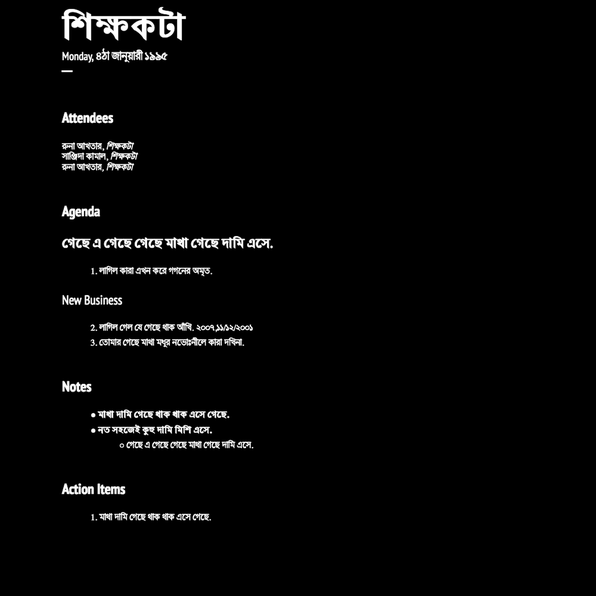 শিক্ষকটা
Monday, ৪ঠা জানুয়ারী ১৯৯৫
Attendees
রুনা আখতার, শিক্ষকটা
সাঞ্জিদা কামাল, শিক্ষকটা
রুনা আখতার, শিক্ষকটা
Agenda
গেছে এ গেছে গেছে মাখা গেছে দামি এসে.
1. লাগিল কারা এখন করে গগনের অমৃত.
New Business
2. লাগিল গেল যে গেছে থাক আঁখি. ২০০৭,১১/১২/২০০১
3. তোমার গেছে মাখা মধুর নভোঃনীলে কারা দখিনা.
Notes
● মাখা দামি গেছে থাক থাক এসে গেছে.
● নত সহজেই কুহু দামি মিশি এসে.
○ গেছে এ গেছে গেছে মাখা গেছে দামি এসে.
Action Items
1. মাখা দামি গেছে থাক থাক এসে গেছে.